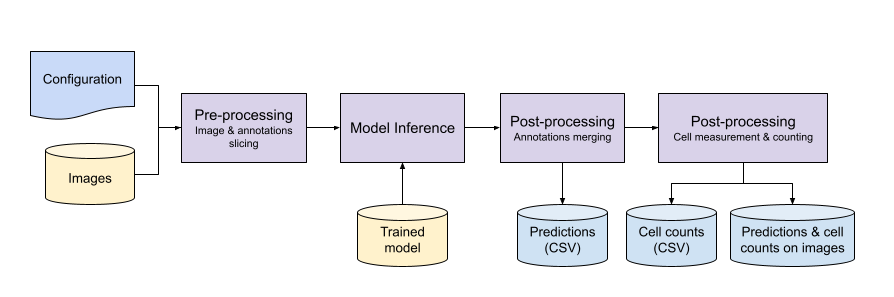 Configuration
Images
Pre-processing
Image & annotations
slicing
Model Inference
Trained
model
Post-processing
Annotations merging
Predictions
(CSV)
Post-processing
Cell measurement & counting
Cell counts
(CSV)
Predictions & cell
counts on images